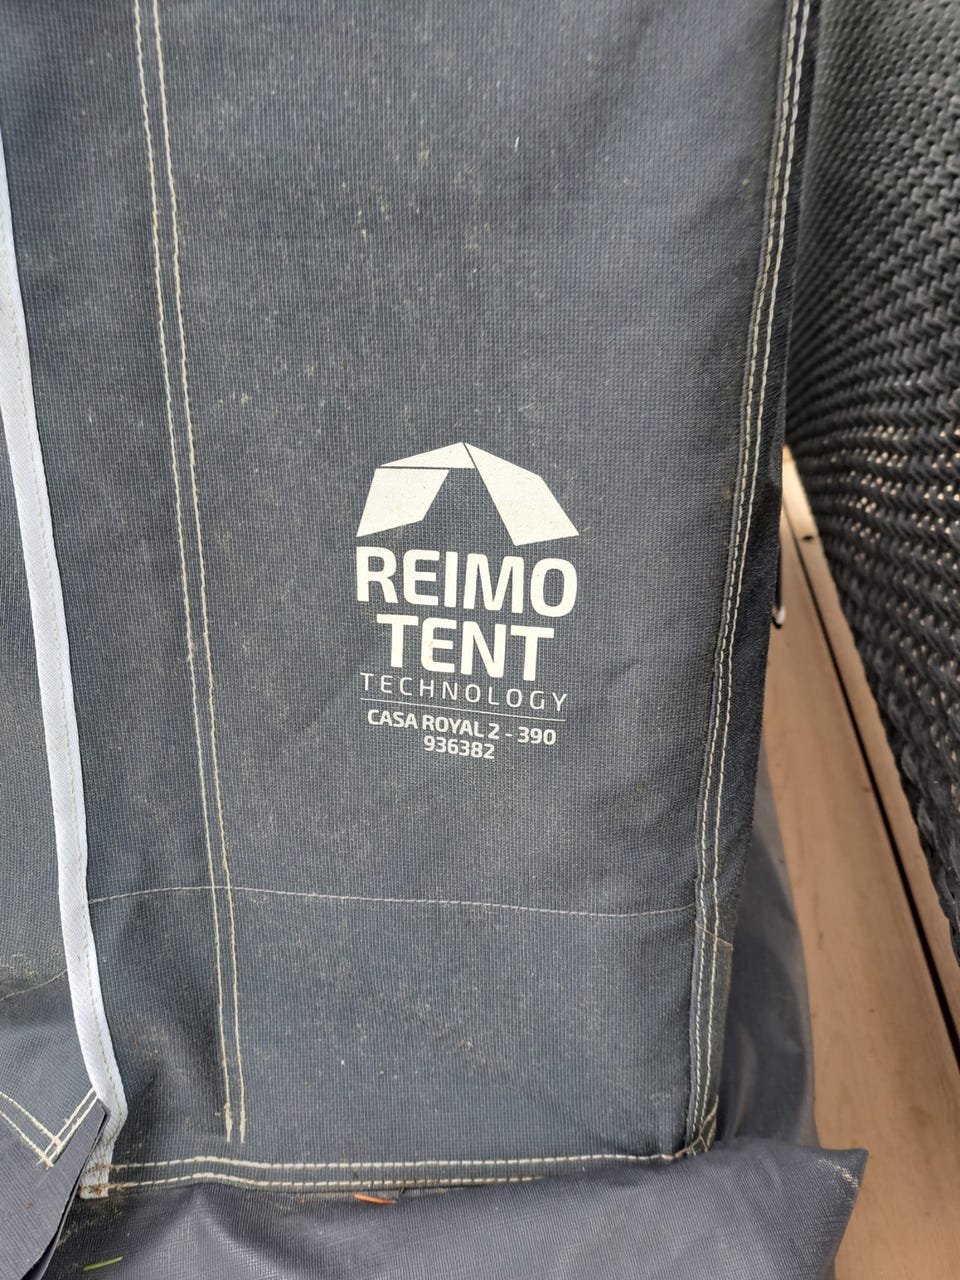 REIMO
TENT
TECHNOLOGY
CASA ROYAL 2 - 390
936382